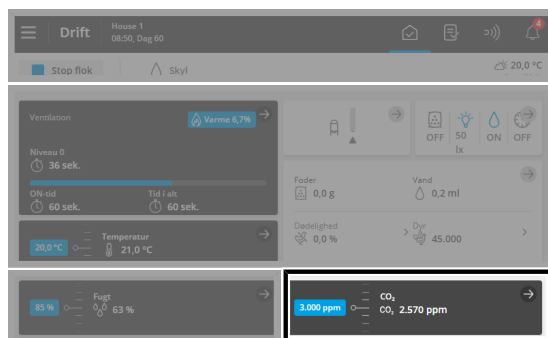 Drift
House 1
08:50, Dag 60
4
Stop flok
Skyl
20,0 °C
Ventilation
Varme 6,7%
Niveau 0
36 sek.
ON-tid
Tid i alt
60 sek.
60 sek.
20,0 °C
Temperatur
21,0 °C
OFF
50
lx
ON
OFF
Foder
0,0 g
Vand
0,2 ml
Dødelighed
0,0 %
Dyr
45.000
85 %
Fugt
63 %
3.000 ppm
CO₂
CO₂ 2.570 ppm